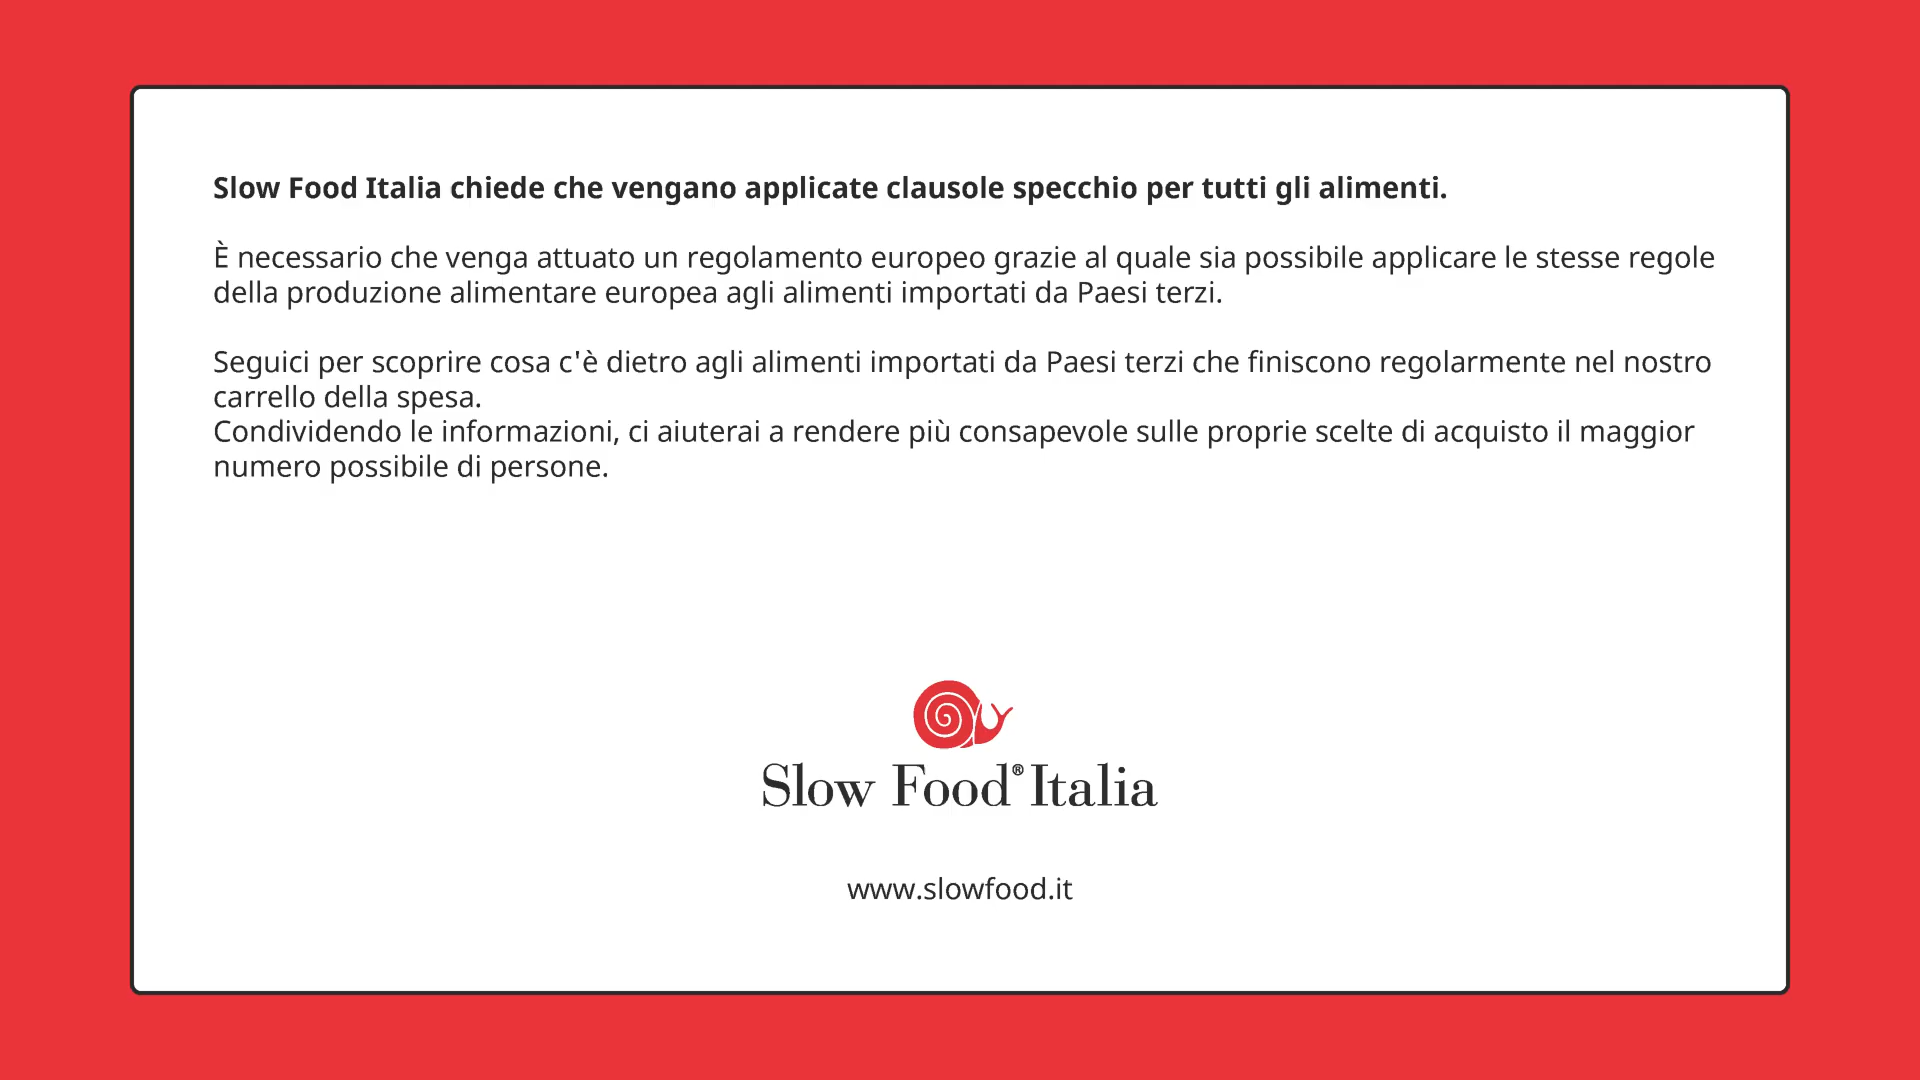 Slow Food Italia chiede che vengano applicate clausole specchio per tutti gli alimenti.
È necessario che venga attuato un regolamento europeo grazie al quale sia possibile applicare le stesse regole
della produzione alimentare europea agli alimenti importati da Paesi terzi.
Seguici per scoprire cosa c'è dietro agli alimenti importati da Paesi terzi che finiscono regolarmente nel nostro
carrello della spesa.
Condividendo le informazioni, ci aiuterai a rendere più consapevole sulle proprie scelte di acquisto il maggior
numero possibile di persone.
Slow Food® Italia
www.slowfood.it